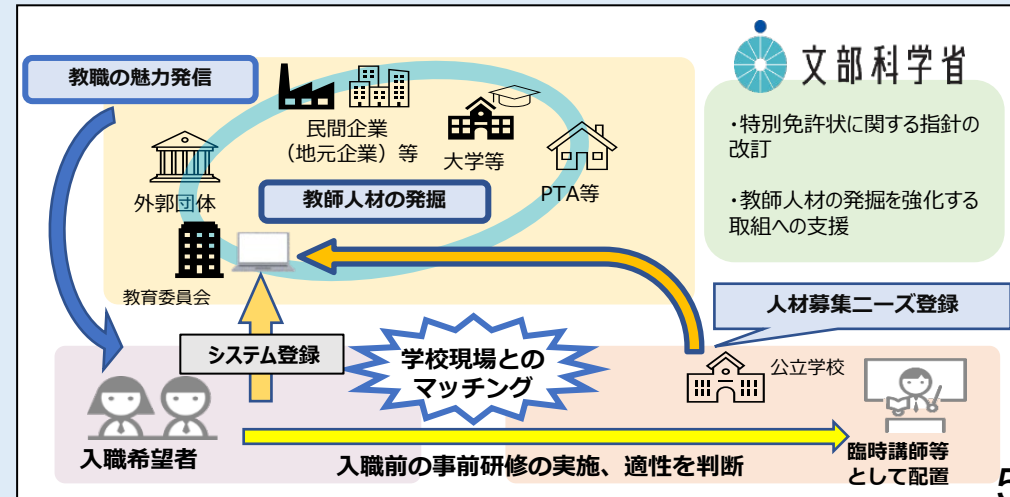 教職の魅力発信
文部科学省
民間企業
（地元企業）等
大学等
PTA等
外郭団体
教師人材の発掘
教育委員会
・特別免許状に関する指針の
改訂
・教師人材の発掘を強化する
取組への支援
人材募集ニーズ登録
システム登録
学校現場との
マッチング
公立学校
入職希望者
入職前の事前研修の実施、適性を判断
臨時講師等
として配置